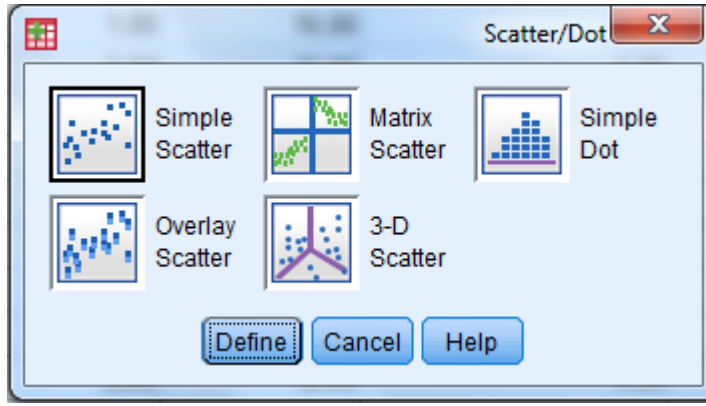 Scatter/Dot
Simple
Scatter
Matrix
Scatter
Simple
Dot
Overlay
Scatter
3-D
Scatter
Define
Cancel
Help